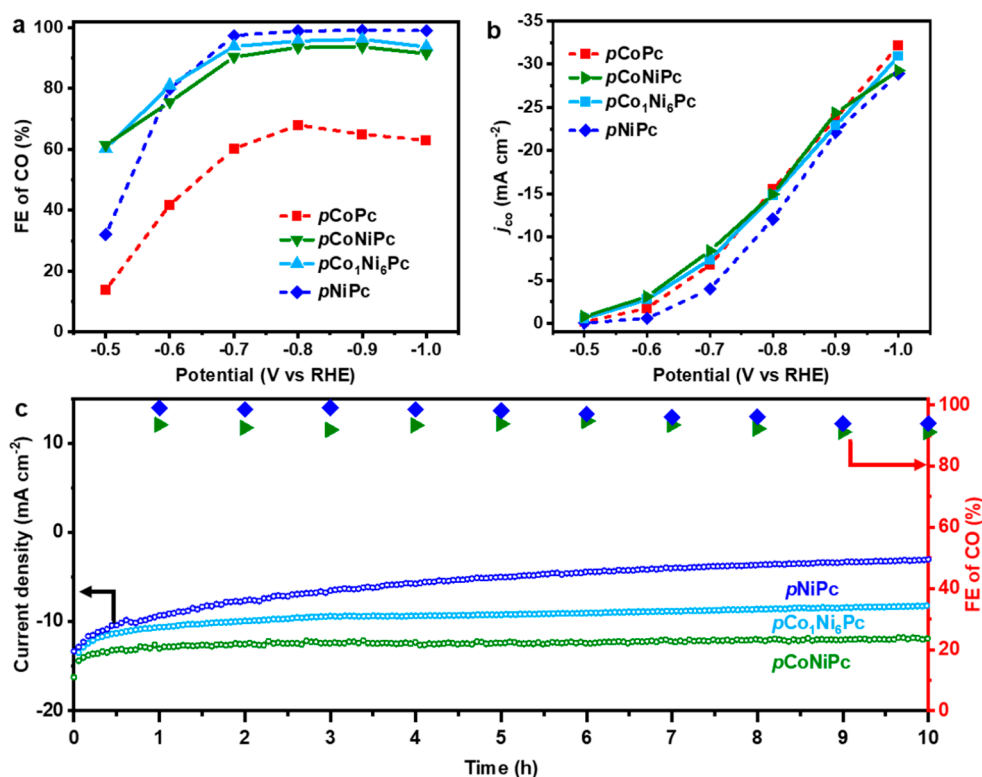 a
FE of CO (%)
100
80
60
40
20
0
pCoPc
pCoNiPc
pCo₁Ni₆Pc
pNiPc
-0.5 -0.6 -0.7 -0.8 -0.9 -1.0
Potential (V vs RHE)
b
jco (mA cm⁻²)
-35
-30
-25
-20
-15
-10
-5
0
pCoPc
pCoNiPc
pCo₁Ni₆Pc
pNiPc
-0.5 -0.6 -0.7 -0.8 -0.9 -1.0
Potential (V vs RHE)
c
Current density (mA cm⁻²)
10
0
-10
-20
pNiPc
pCo₁Ni₆Pc
pCoNiPc
100
80
60
40
20
0
FE of CO (%)
0 1 2 3 4 5 6 7 8 9 10
Time (h)